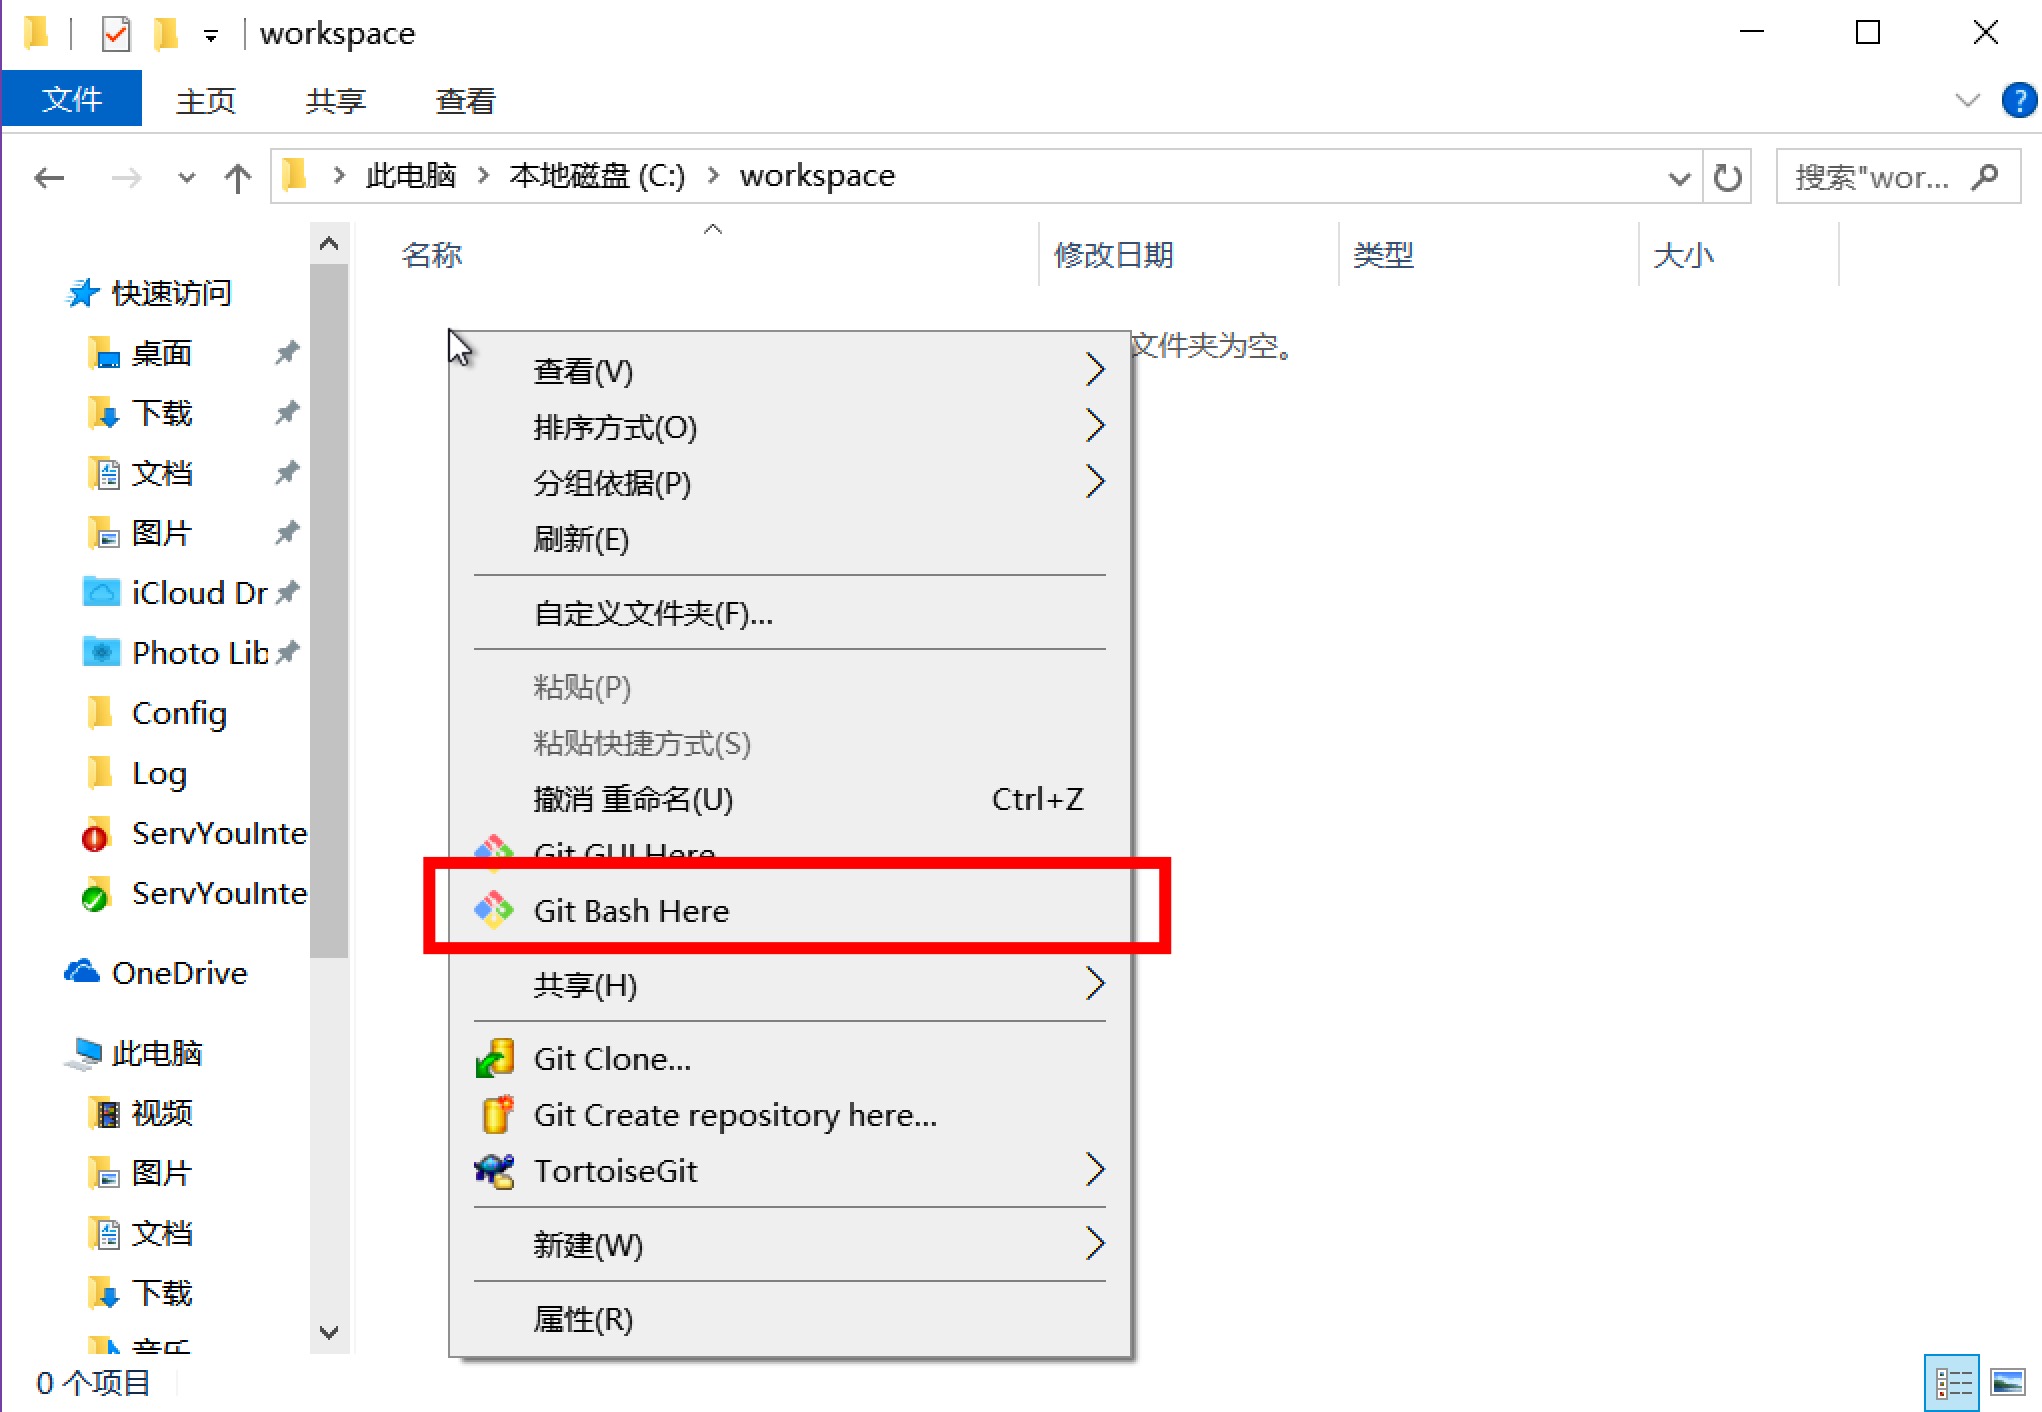 workspace
文件 主页 共享 查看
此电脑 本地磁盘 (C:) workspace 搜索"wor...
名称 修改日期 类型 大小
快速访问
桌面
下载
文档
图片
iCloud Dr
Photo Lib
Config
Log
ServYouInte
ServYouInte
OneDrive
此电脑
视频
图片
文档
下载
音乐
文件夹为空。
查看(V)
排序方式(O)
分组依据(P)
刷新(E)
自定义文件夹(F)...
粘贴(P)
粘贴快捷方式(S)
撤消 重命名(U) Ctrl+Z
Git GUI Here
Git Bash Here
共享(H)
Git Clone...
Git Create repository here...
TortoiseGit
新建(W)
属性(R)
0 个项目